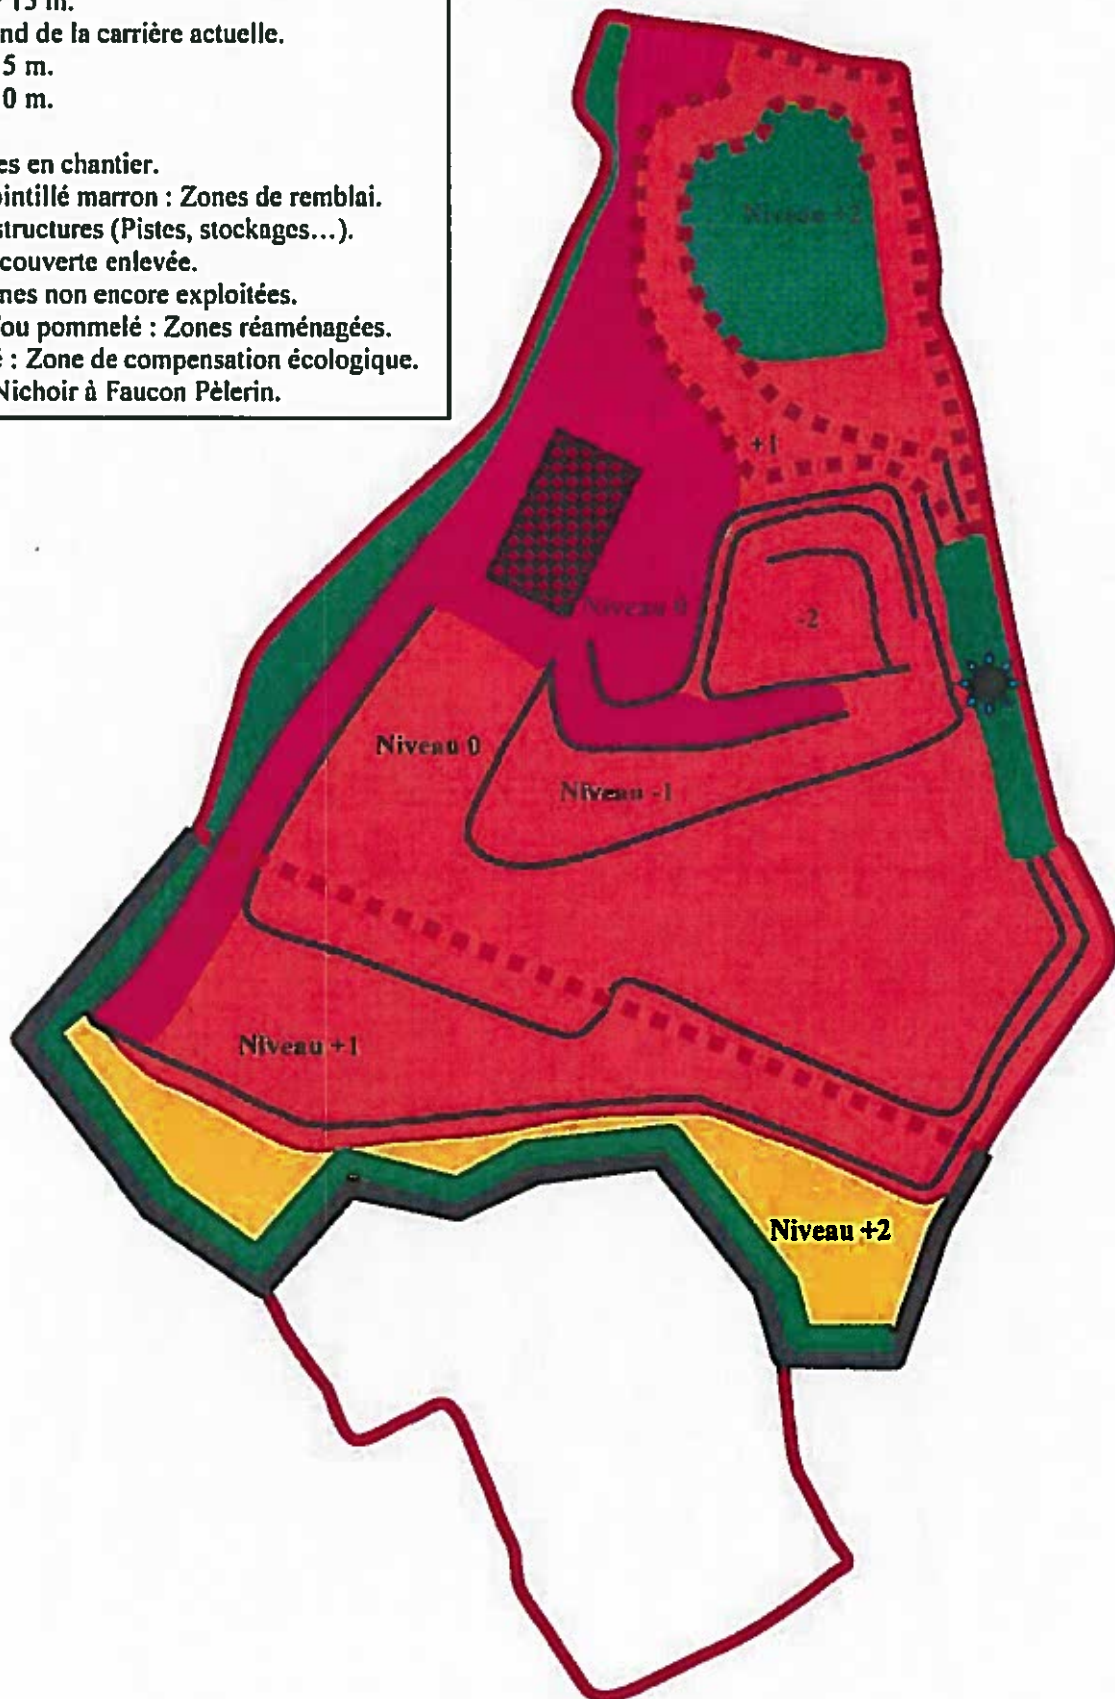 15 m.
nd de la carrière actuelle.
5 m.
0 m.
es en chantier.
ointillé marron : Zones de remblai.
structures (Pistes, stockages...).
couverte enlevée.
nes non encore exploitées.
ou pommelé : Zones réaménagées.
é : Zone de compensation écologique.
Nichoir à Faucon Pèlerin.
Niveau +2
+1
Niveau 0
-2
Niveau 0
Niveau -1
Niveau +1
Niveau +2